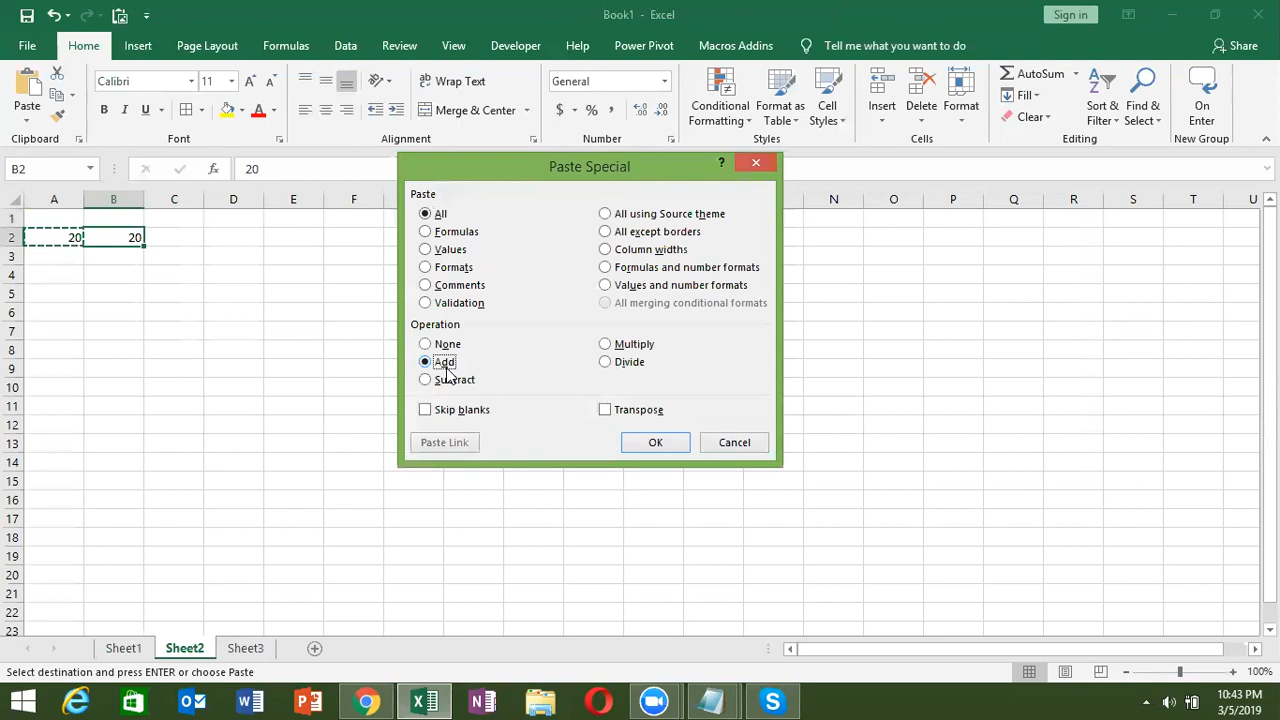 Book1 - Excel
Sign in
File Home Insert Page Layout Formulas Data Review View Developer Help Power Pivot Macros Addins Tell me what you want to do Share
Paste
Calibri 11
B I U
Wrap Text
Merge & Center
General
$ % ,
Conditional Formatting
Format as Table
Cell Styles
Insert
Delete
Format
AutoSum
Fill
Clear
Sort & Filter
Find & Select
On Enter
Clipboard Font Alignment Number Styles Cells Editing New Group
B2 fx 20
A B C D E F N O P Q R S T U
1
2 20 20
3
4
5
6
7
8
9
10
11
12
13
14
15
16
17
18
19
20
21
22
23
Paste Special ?
Paste
All All using Source theme
Formulas All except borders
Values Column widths
Formats Formulas and number formats
Comments Values and number formats
Validation All merging conditional formats
Operation
None Multiply
Add Divide
Subtract
Skip blanks Transpose
Paste Link OK Cancel
Sheet1 Sheet2 Sheet3
Select destination and press ENTER or choose Paste
100%
10:43 PM
3/5/2019